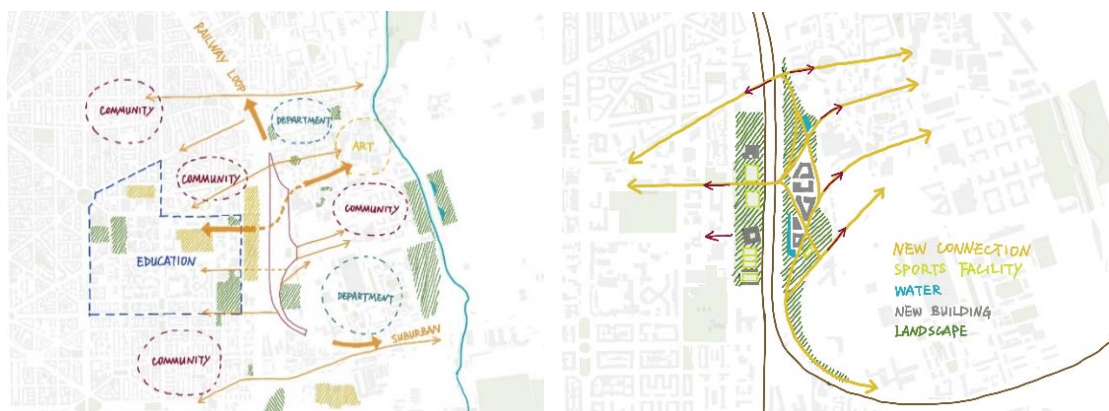 RAILWAY LOOP
COMMUNITY
DEPARTMENT
ART
COMMUNITY
COMMUNITY
EDUCATION
DEPARTMENT
SUBURBAN
COMMUNITY
NEW CONNECTION
SPORTS FACILITY
WATER
NEW BUILDING
LANDSCAPE